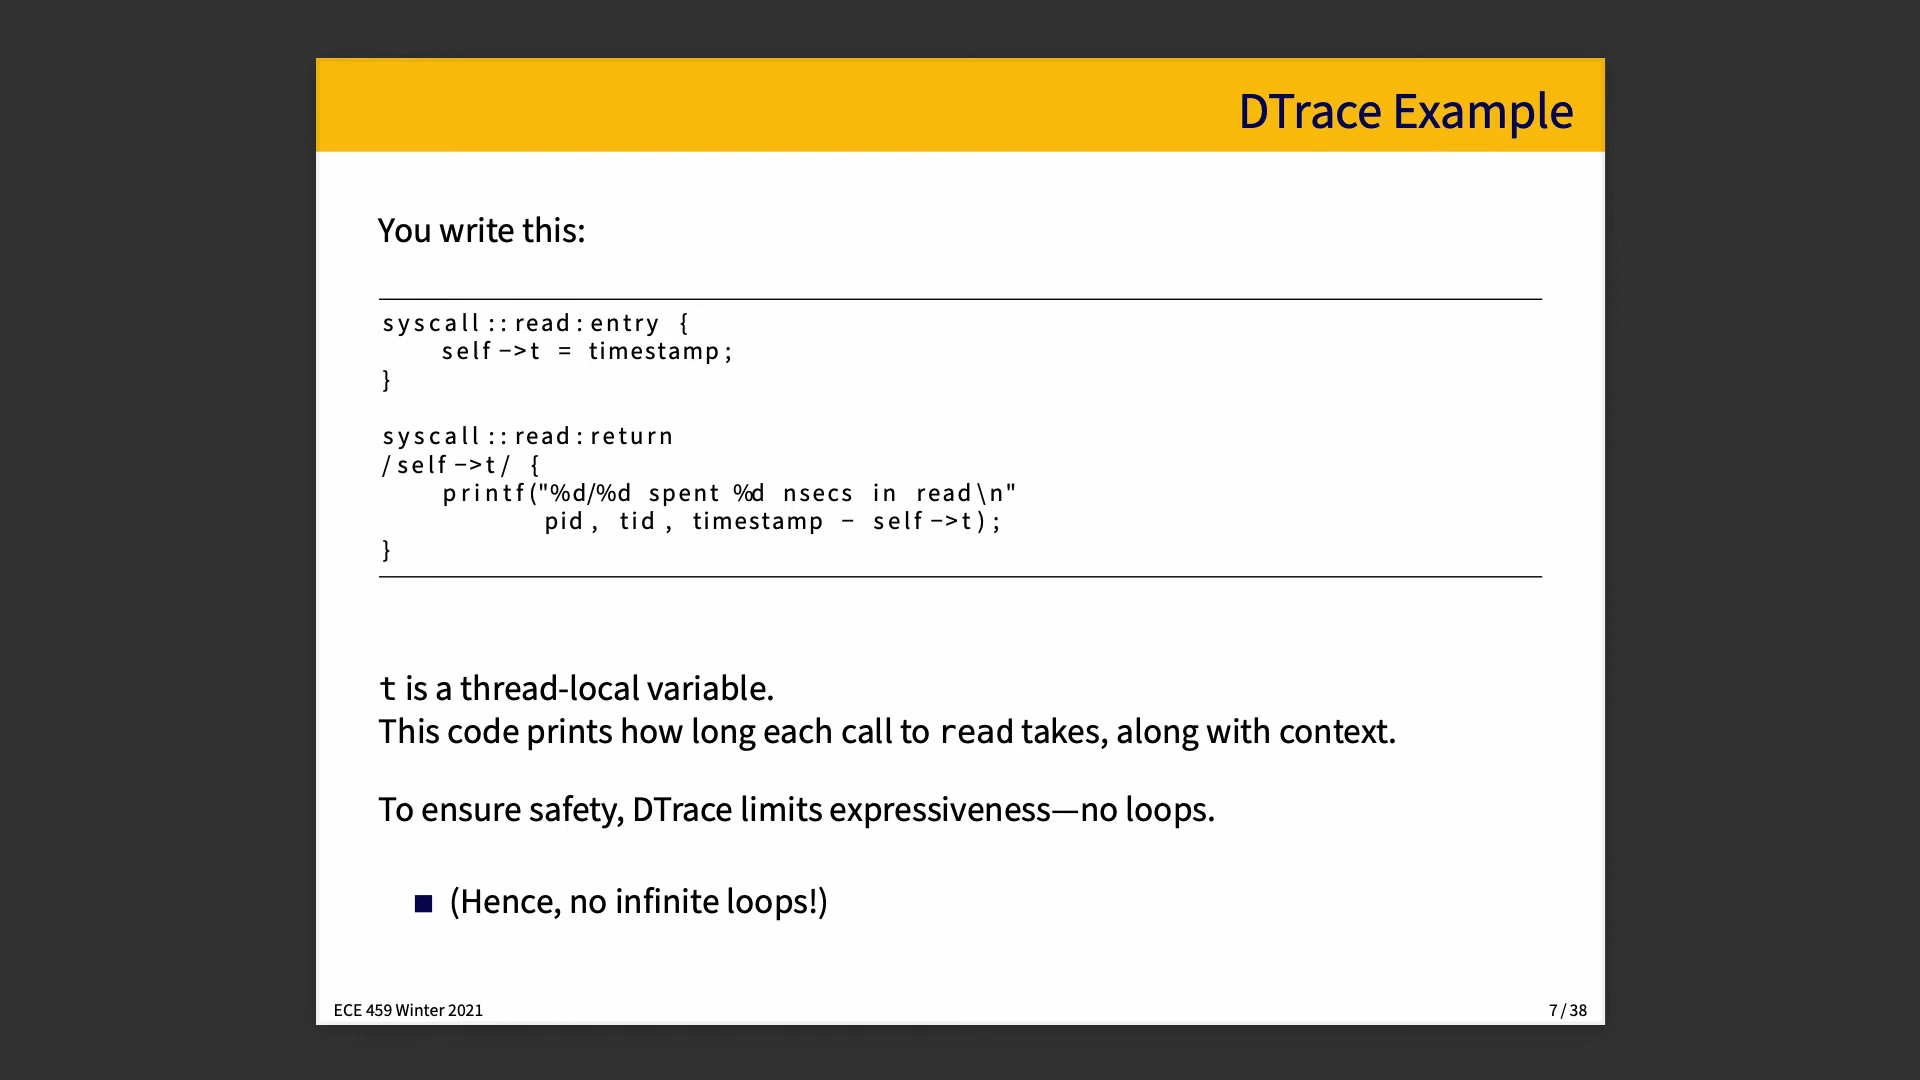 DTrace Example
You write this:
syscall::read:entry {
    self->t = timestamp;
}
syscall::read:return
/self->t/ {
    printf("%d/%d spent %d nsecs in read\n"
           pid, tid, timestamp - self->t);
}
t is a thread-local variable.
This code prints how long each call to read takes, along with context.
To ensure safety, DTrace limits expressiveness—no loops.
■ (Hence, no infinite loops!)
ECE 459 Winter 2021
7 / 38